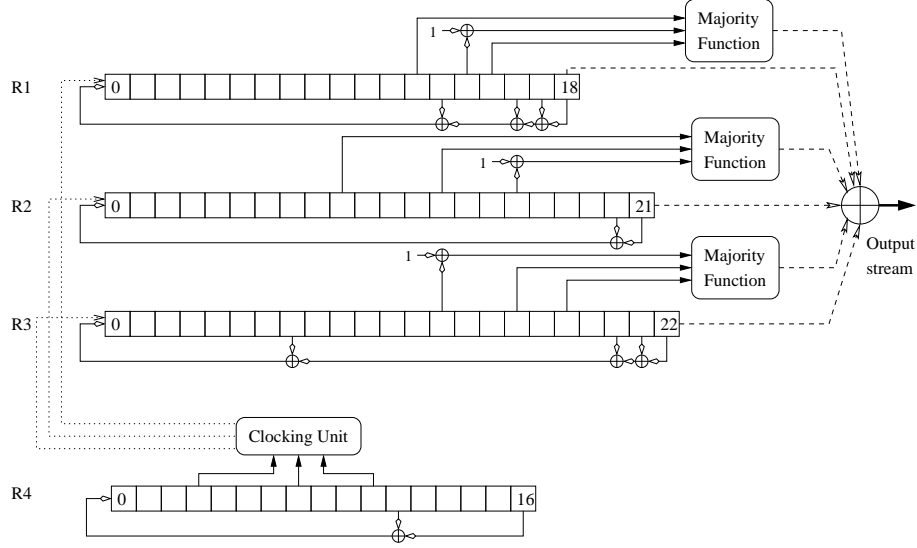 Majority
Function
1
R1
0
18
Majority
Function
1
R2
0
21
Output
stream
Majority
Function
1
R3
0
22
Clocking Unit
R4
0
16